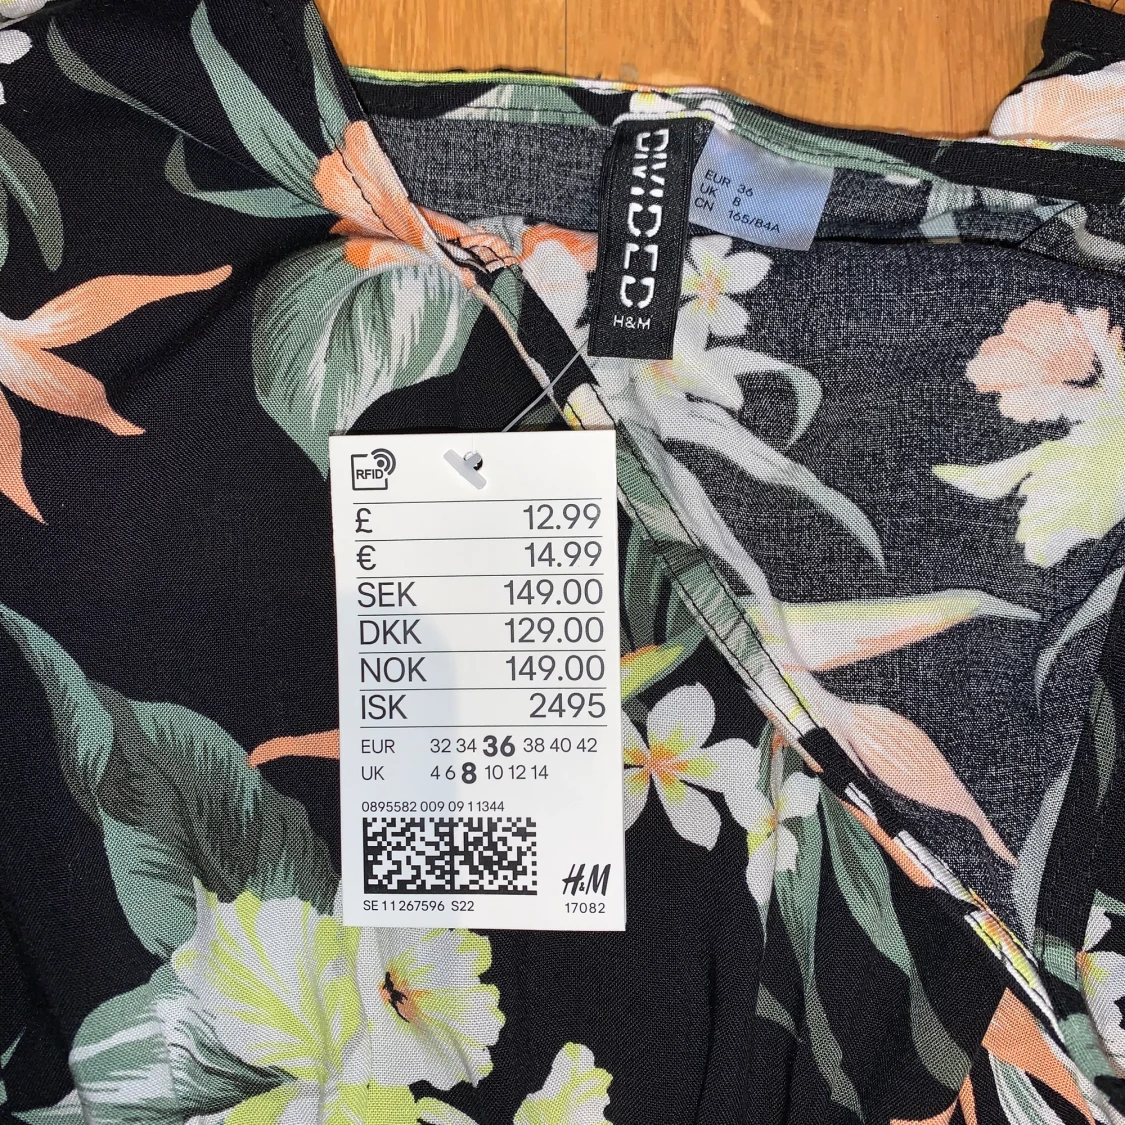 DIVIDED
H&M
EUR 36
UK 8
CN 165/84A
RFID
£ 12.99
€ 14.99
SEK 149.00
DKK 129.00
NOK 149.00
ISK 2495
EUR 32 34 36 38 40 42
UK 4 6 8 10 12 14
0895582 009 09 1 1344
H&M
SE 11 267596 S22 17082